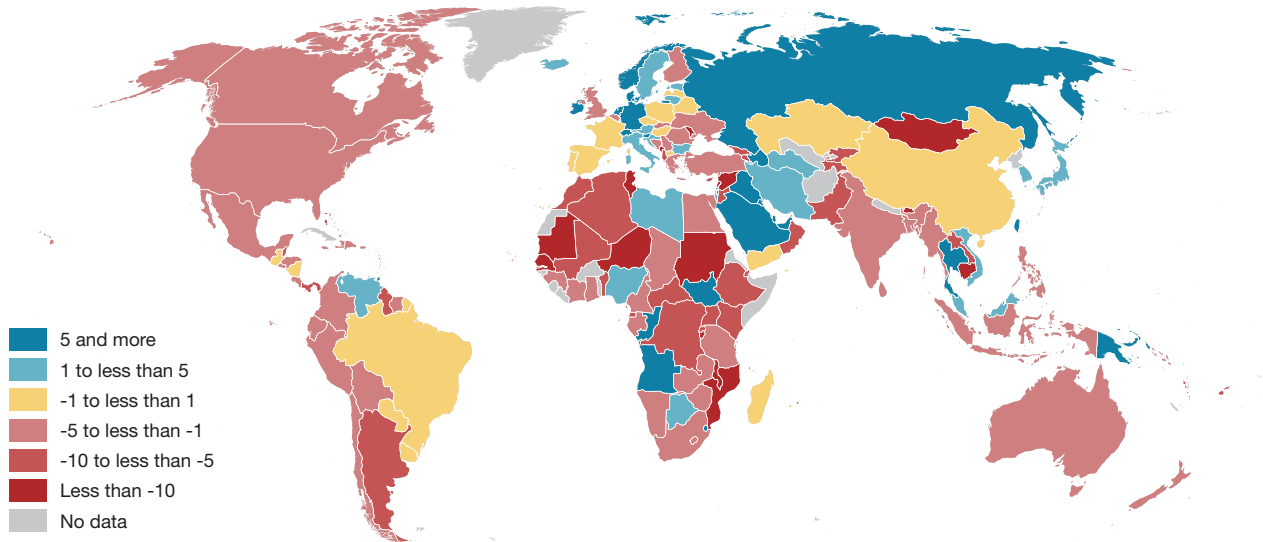 5 and more
1 to less than 5
-1 to less than 1
-5 to less than -1
-10 to less than -5
Less than -10
No data